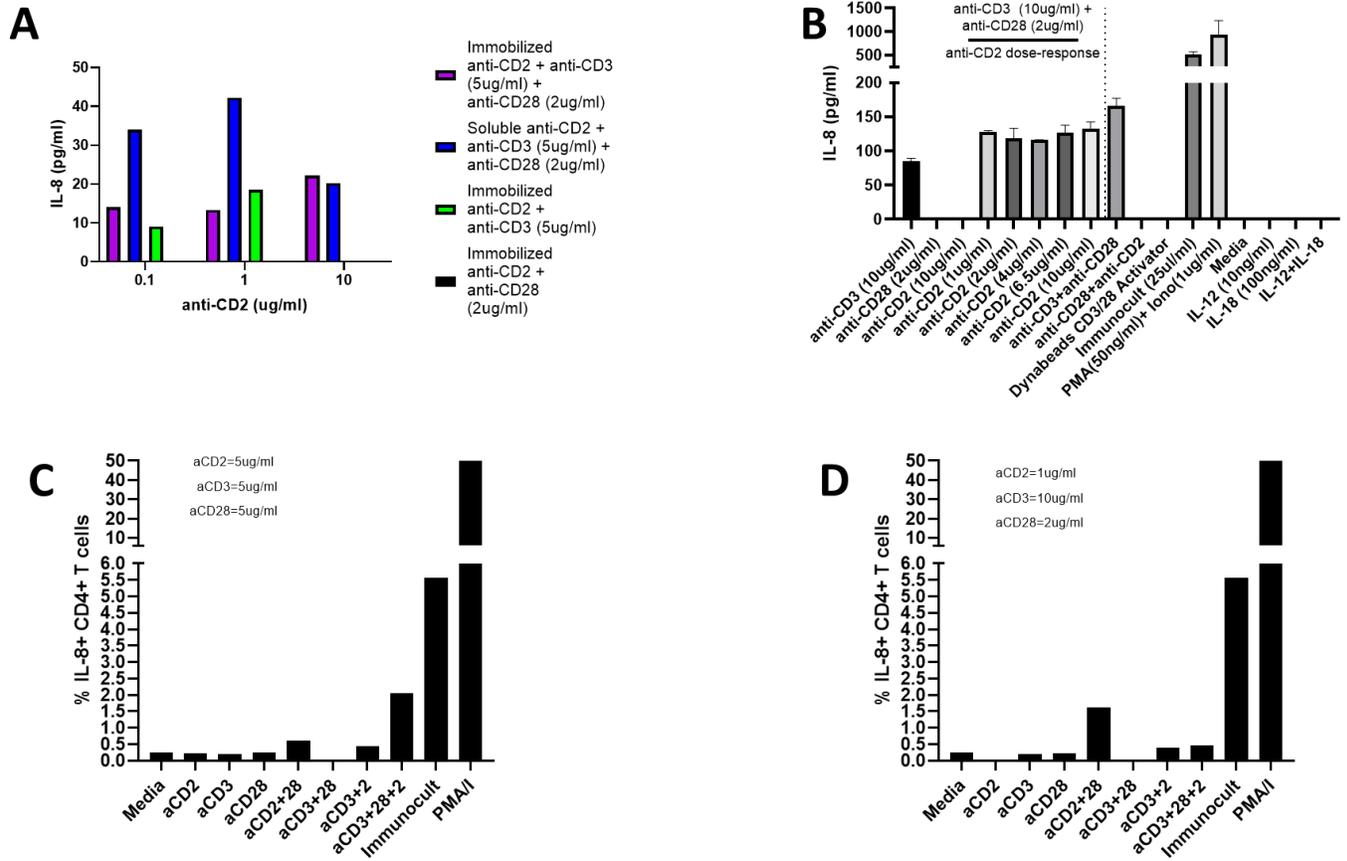 A
IL-8 (pg/ml)
50
40
30
20
10
0
0.1
1
10
anti-CD2 (ug/ml)
Immobilized
anti-CD2 + anti-CD3
(5ug/ml) +
anti-CD28 (2ug/ml)
Soluble anti-CD2 +
anti-CD3 (5ug/ml) +
anti-CD28 (2ug/ml)
Immobilized
anti-CD2 +
anti-CD3 (5ug/ml)
Immobilized
anti-CD2 +
anti-CD28
(2ug/ml)
B
IL-8 (pg/ml)
1500
1000
500
200
150
100
50
0
anti-CD3 (10ug/ml) +
anti-CD28 (2ug/ml)
anti-CD2 dose-response
anti-CD3 (10ug/ml)
anti-CD28 (2ug/ml)
anti-CD2 (10ug/ml)
anti-CD2 (1ug/ml)
anti-CD2 (2ug/ml)
anti-CD2 (4ug/ml)
anti-CD2 (6.5ug/ml)
anti-CD2 (10ug/ml)
anti-CD3+anti-CD28
anti-CD28+anti-CD2
Dynabeads CD3/28 Activator
Immunocult (25ul/ml)
PMA(50ng/ml)+ Iono(1ug/ml)
Media
IL-12 (10ng/ml)
IL-18 (100ng/ml)
IL-12+IL-18
C
% IL-8+ CD4+ T cells
50
40
30
20
10
6.0
5.5
5.0
4.5
4.0
3.5
3.0
2.5
2.0
1.5
1.0
0.5
0.0
aCD2=5ug/ml
aCD3=5ug/ml
aCD28=5ug/ml
Media
aCD2
aCD3
aCD28
aCD2+28
aCD3+28
aCD3+2
aCD3+28+2
Immunocult
PMA/I
D
% IL-8+ CD4+ T cells
50
40
30
20
10
6.0
5.5
5.0
4.5
4.0
3.5
3.0
2.5
2.0
1.5
1.0
0.5
0.0
aCD2=1ug/ml
aCD3=10ug/ml
aCD28=2ug/ml
Media
aCD2
aCD3
aCD28
aCD2+28
aCD3+28
aCD3+2
aCD3+28+2
Immunocult
PMA/I